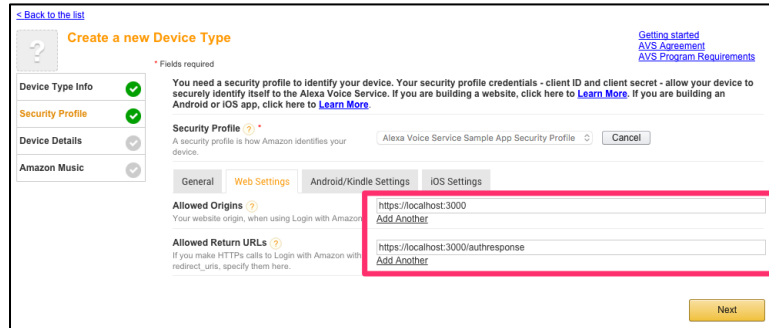 < Back to the list
Create a new Device Type
Getting started
AVS Agreement
AVS Program Requirements
* Fields required
Device Type Info
Security Profile
Device Details
Amazon Music
You need a security profile to identify your device. Your security profile credentials - client ID and client secret - allow your device to
securely identify itself to the Alexa Voice Service. If you are building a website, click here to Learn More. If you are building an
Android or iOS app, click here to Learn More.
Security Profile ? *
A security profile is how Amazon identifies your
device.
Alexa Voice Service Sample App Security Profile
Cancel
General Web Settings Android/Kindle Settings iOS Settings
Allowed Origins ?
Your website origin, when using Login with Amazon
https://localhost:3000
Add Another
Allowed Return URLs ?
If you make HTTPs calls to Login with Amazon with
redirect_uris, specify them here.
https://localhost:3000/authresponse
Add Another
Next